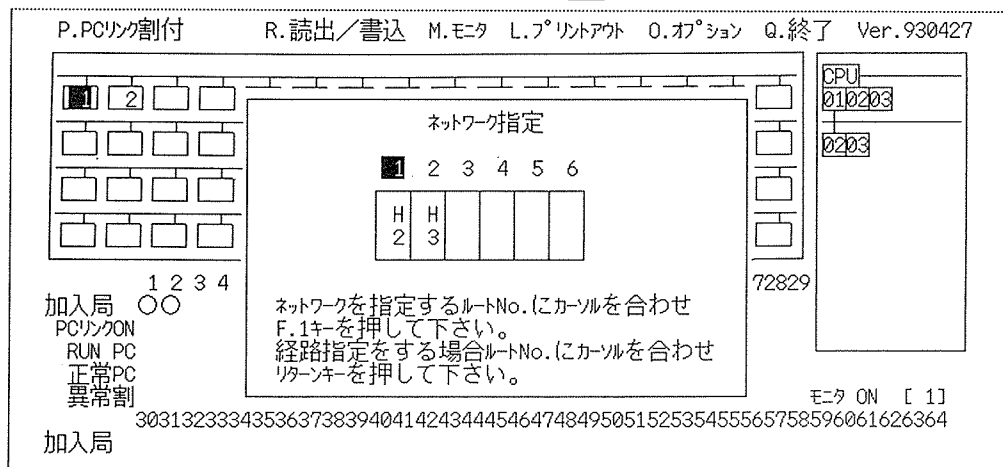 P.PCリンク割付 R.読出／書込 M.モニタ L.プリントアウト O.オプション Q.終了 Ver.930427
1 2
CPU
010203
0203
ネットワーク指定
1 2 3 4 5 6
H H
2 3
1 2 3 4
72829
加入局 ○○
PCリンクON
RUN PC
正常PC
異常割
ネットワークを指定するルートNo.にカーソルを合わせ
F.1キーを押して下さい。
経路指定をする場合ルートNo.にカーソルを合わせ
リターンキーを押して下さい。
モニタ ON [ 1]
3031323334353637383940414243444546474849505152535455565758596061626364
加入局